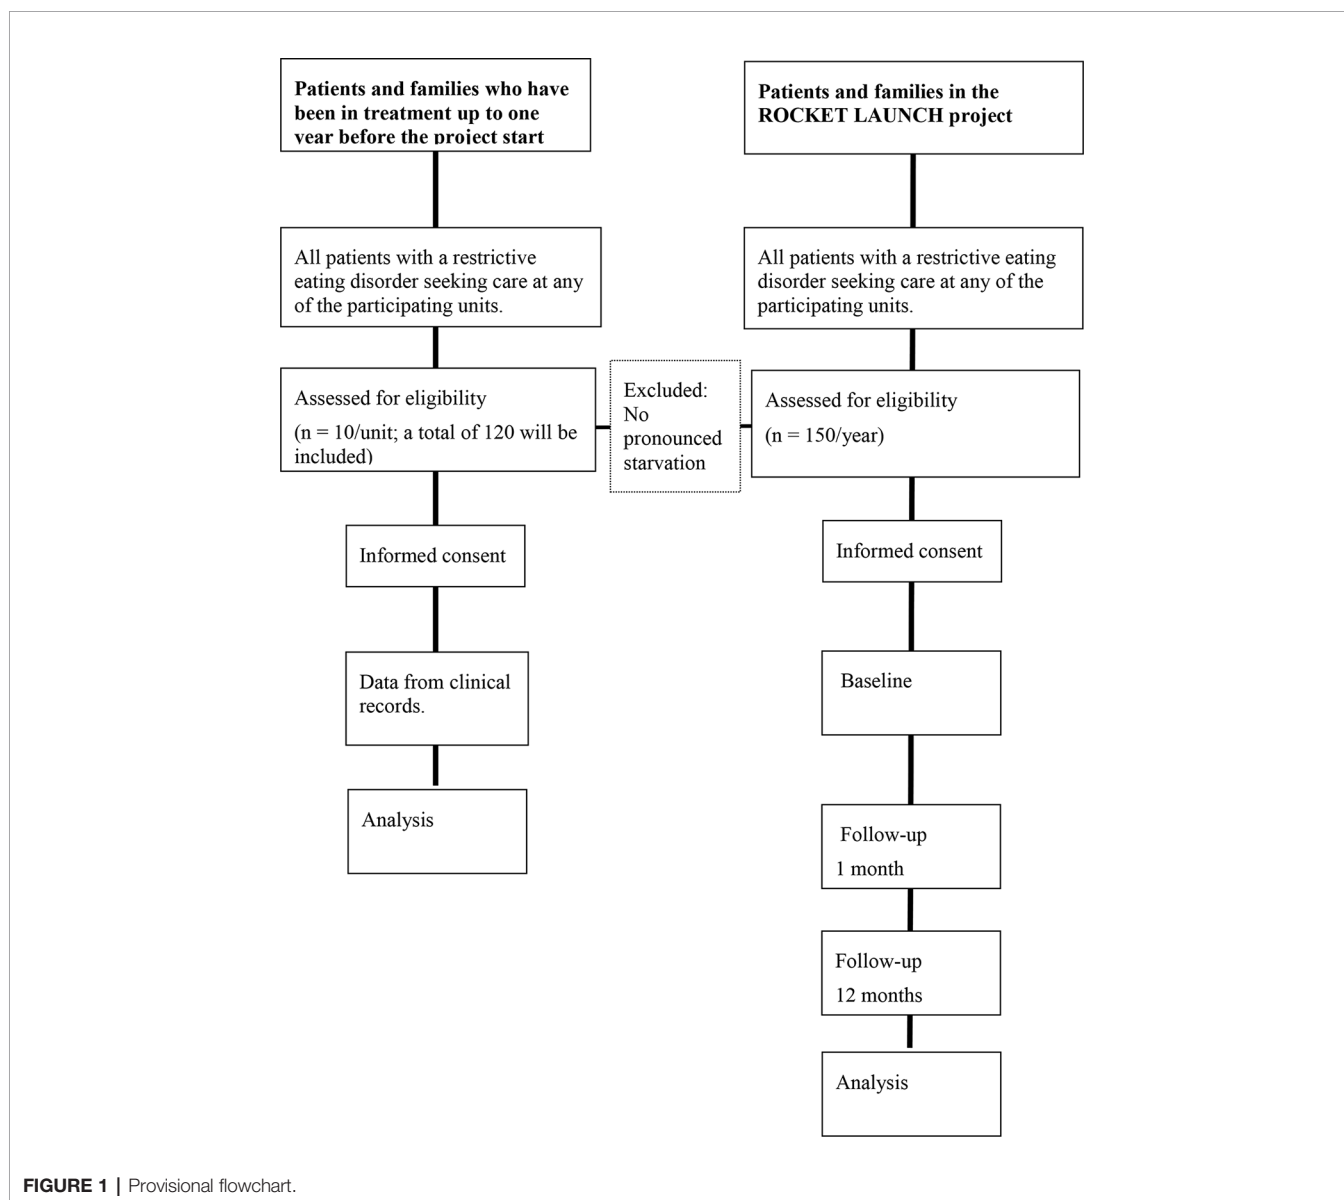 Patients and families who have
been in treatment up to one
year before the project start
All patients with a restrictive
eating disorder seeking care at any
of the participating units.
Assessed for eligibility
(n = 10/unit; a total of 120 will be
included)
Informed consent
Data from clinical
records.
Analysis
Excluded:
No
pronounced
starvation
Patients and families in the
ROCKET LAUNCH project
All patients with a restrictive eating
disorder seeking care at any of the
participating units.
Assessed for eligibility
(n = 150/year)
Informed consent
Baseline
Follow-up
1 month
Follow-up
12 months
Analysis
FIGURE 1 | Provisional flowchart.